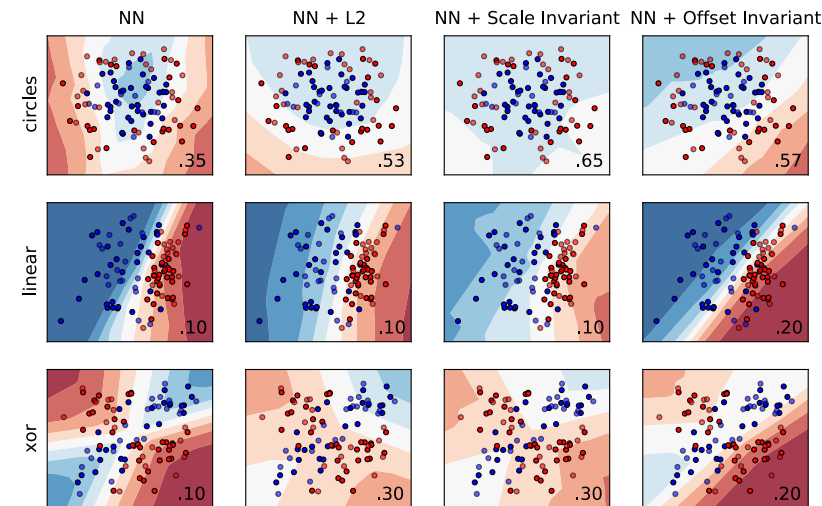 NN NN + L2 NN + Scale Invariant NN + Offset Invariant
circles .35 .53 .65 .57
linear .10 .10 .10 .20
xor .10 .30 .30 .20